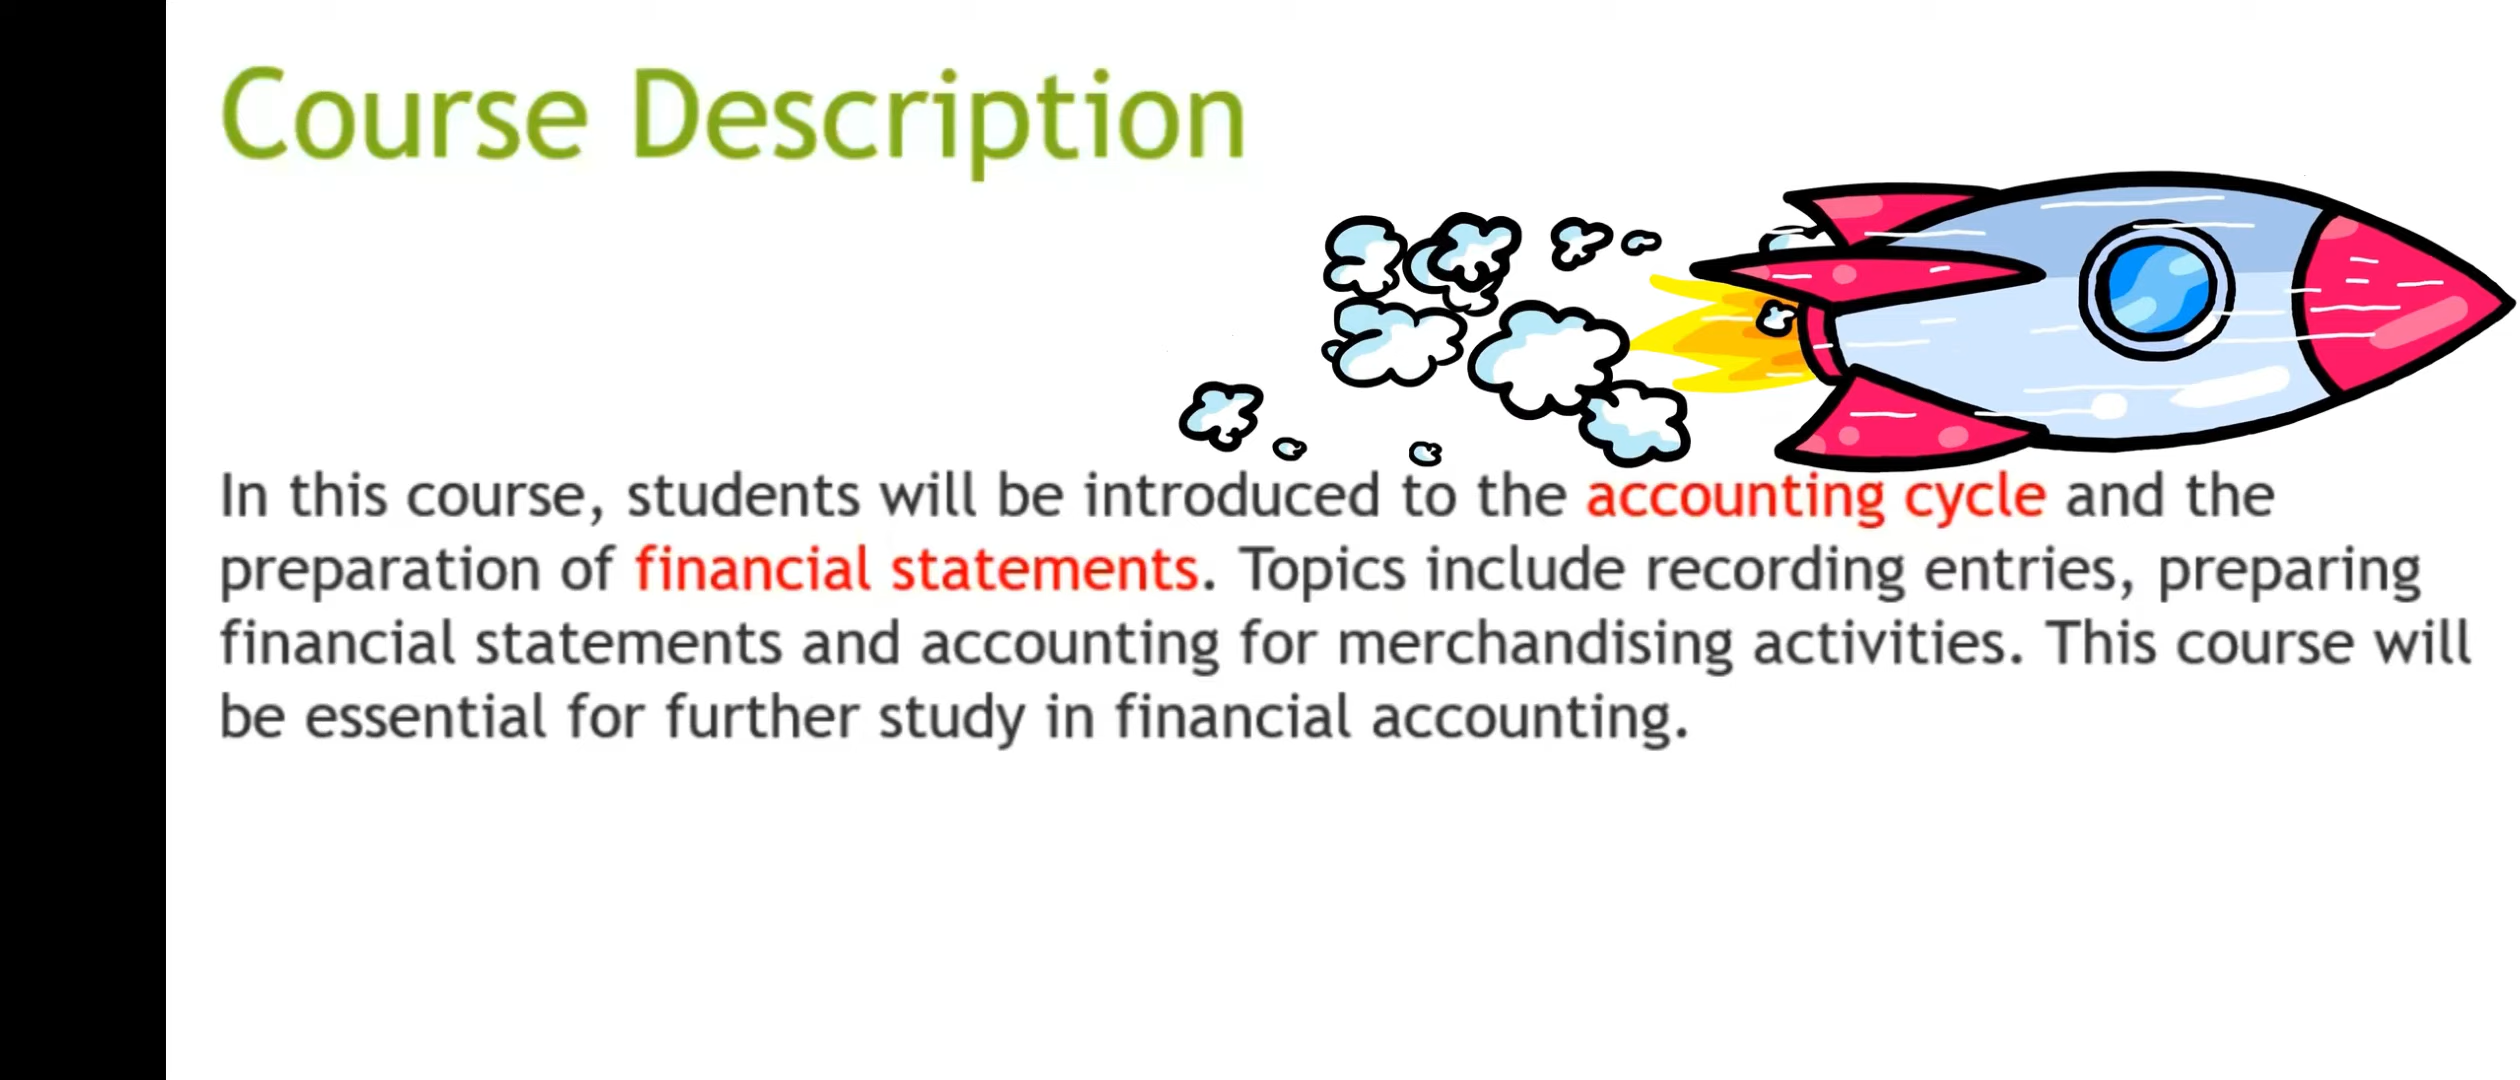 Course Description
In this course, students will be introduced to the accounting cycle and the
preparation of financial statements. Topics include recording entries, preparing
financial statements and accounting for merchandising activities. This course will
be essential for further study in financial accounting.